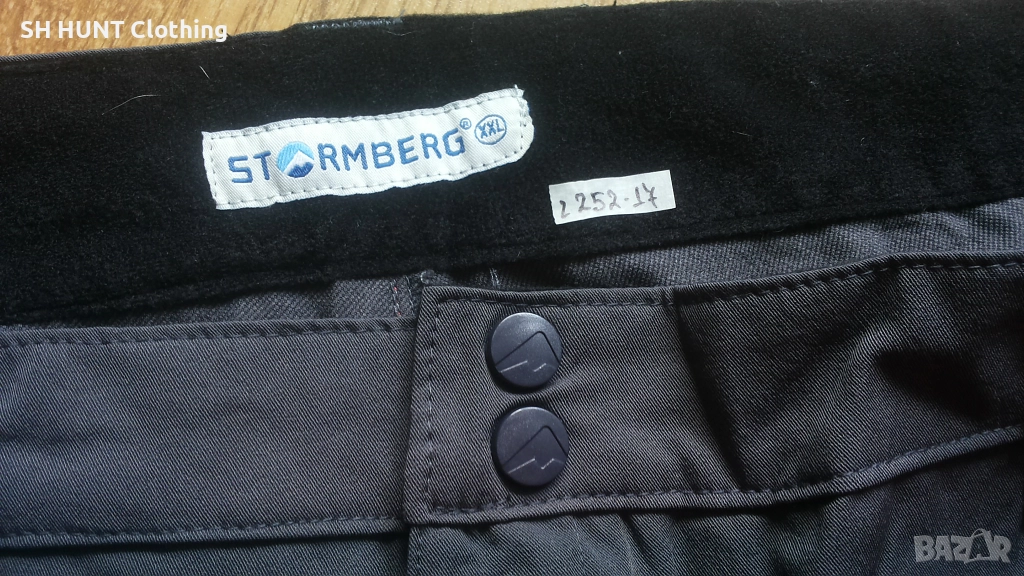 SH HUNT Clothing
STORMBERG® XXL
2252-17
BAZAR